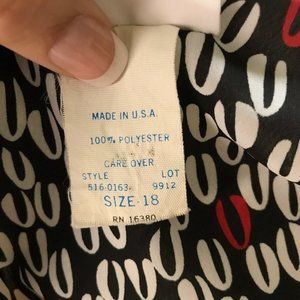 MADE IN U.S.A.
100% POLYESTER
CARE OVER
STYLE LOT
516-0163 9912
SIZE-18
RN 16380